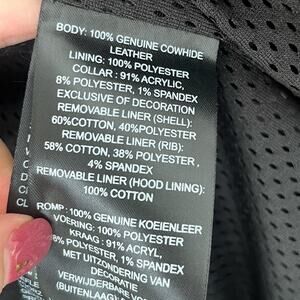 BODY: 100% GENUINE COWHIDE
LEATHER
LINING: 100% POLYESTER
COLLAR : 91% ACRYLIC,
8% POLYESTER, 1% SPANDEX
EXCLUSIVE OF DECORATION
REMOVABLE LINER (SHELL):
60%COTTON, 40%POLYESTER
REMOVABLE LINER (RIB):
58% COTTON, 38% POLYESTER,
4% SPANDEX
REMOVABLE LINER (HOOD LINING):
100% COTTON
ROMP: 100% GENUINE KOEIENLEER
VOERING: 100% POLYESTER
KRAAG : 91% ACRYL,
8% POLYESTER, 1% SPANDEX
MET UITZONDERING VAN
DECORATIE
VERWIJDERBARE VO
(BUITENLAAG)